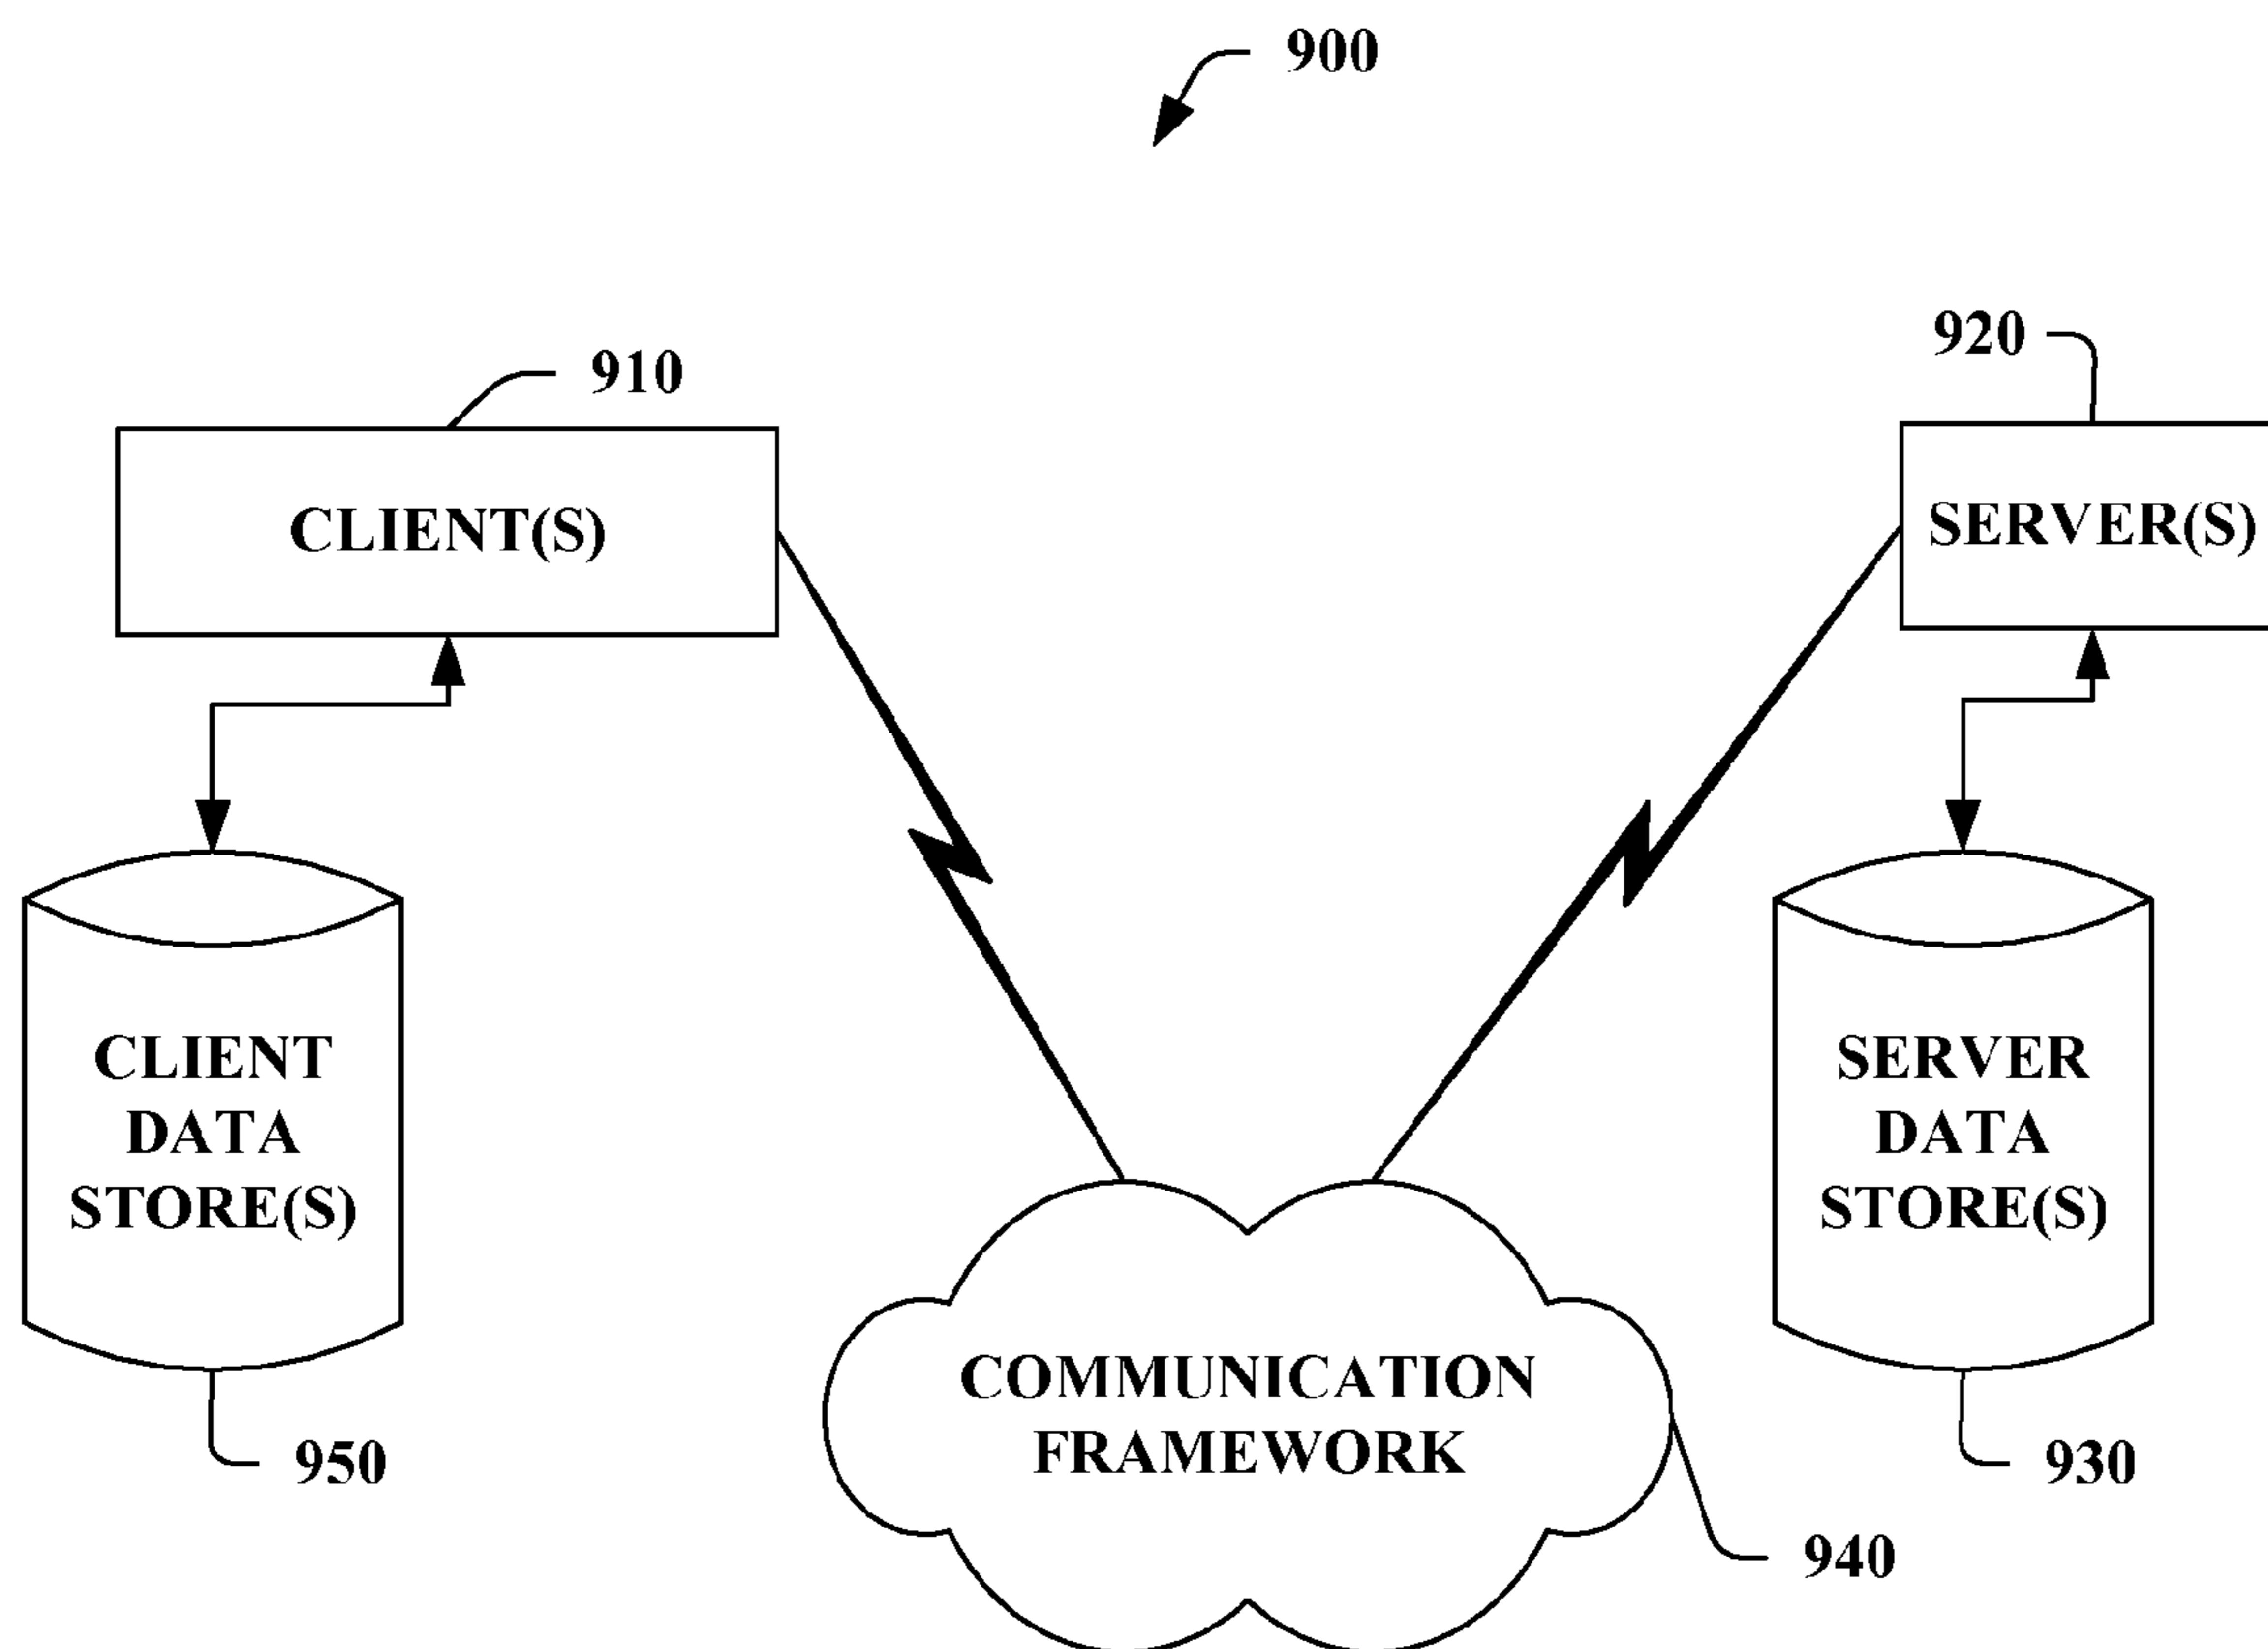 900
910
920
CLIENT(S)
SERVER(S)
CLIENT
DATA
STORE(S)
SERVER
DATA
STORE(S)
COMMUNICATION
FRAMEWORK
950
930
940